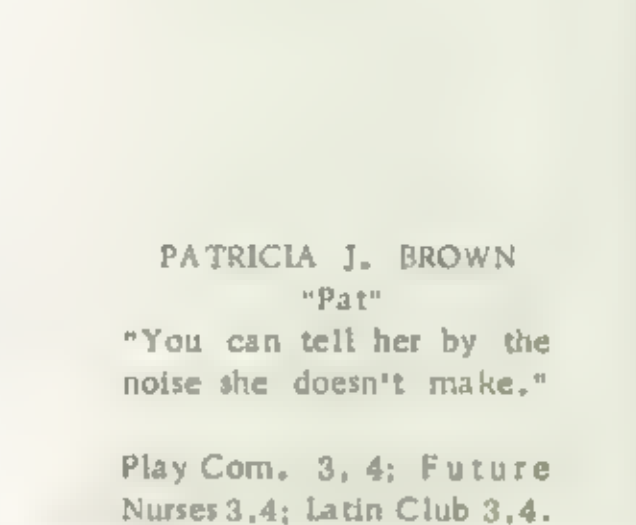 PATRICIA J. BROWN
"Pat"
"You can tell her by the
noise she doesn't make."
Play Com. 3, 4; Future
Nurses 3,4; Latin Club 3,4.